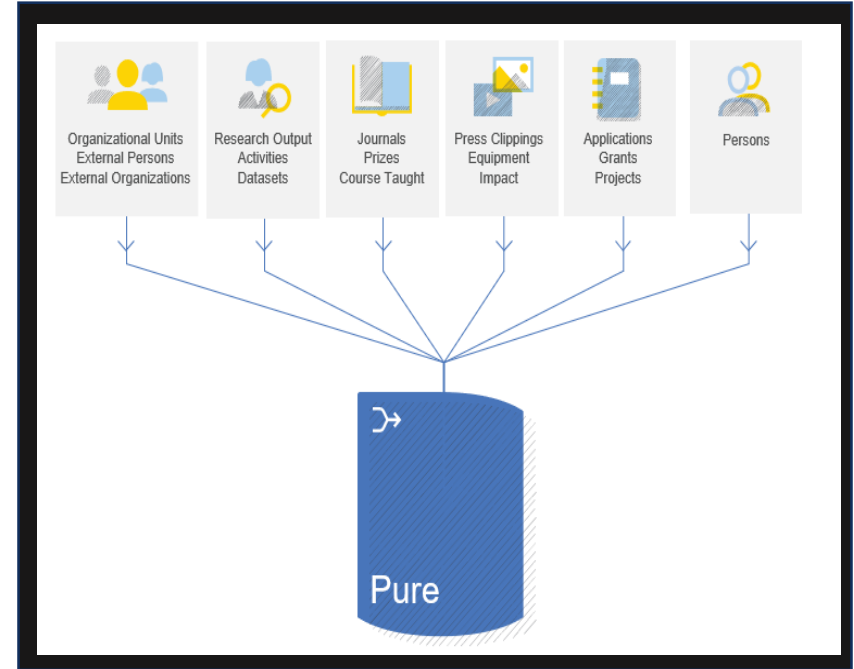 Organizational Units
External Persons
External Organizations
Research Output
Activities
Datasets
Journals
Prizes
Course Taught
Press Clippings
Equipment
Impact
Applications
Grants
Projects
Persons
Pure